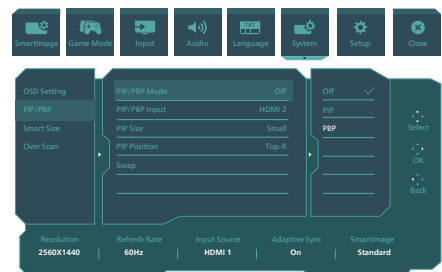 TXT
SmartImage Game Mode Input Audio Language System Setup Close
OSD Setting PIP/PBP Mode Off Off
PIP/PBP PIP/PBP Input HDMI 2 PIP
Smart Size PIP Size Small PBP Select
Over Scan PIP Position Top-R
Swap OK
Back
Resolution Refresh Rate Input Source Adaptive Sync SmartImage
2560X1440 | 60Hz | HDMI 1 | On | Standard